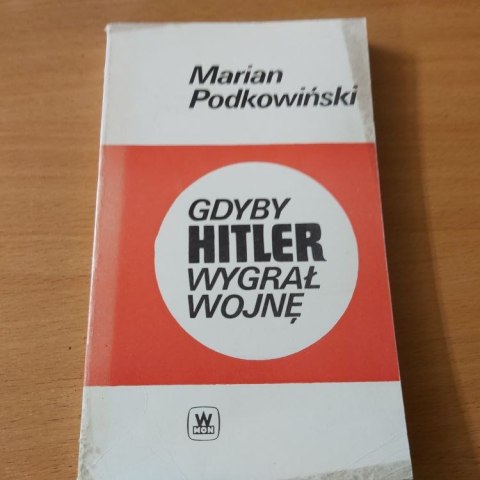 Marian
Podkowiński
GDYBY
HITLER
WYGRAŁ
WOJNĘ
W
MON